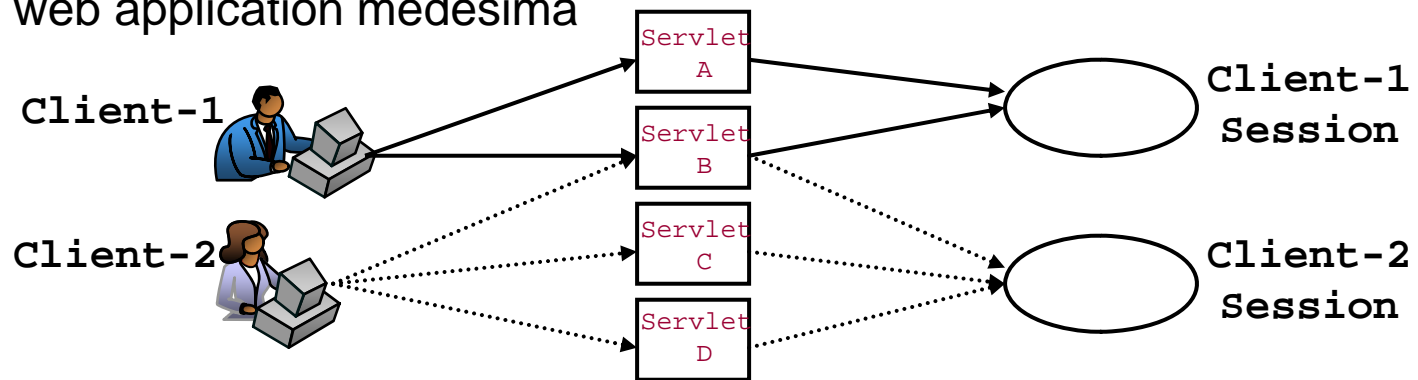 web application medesima
Servlet
A
Client-1
Client-1
Session
Servlet
B
Servlet
C
Client-2
Client-2
Session
Servlet
D